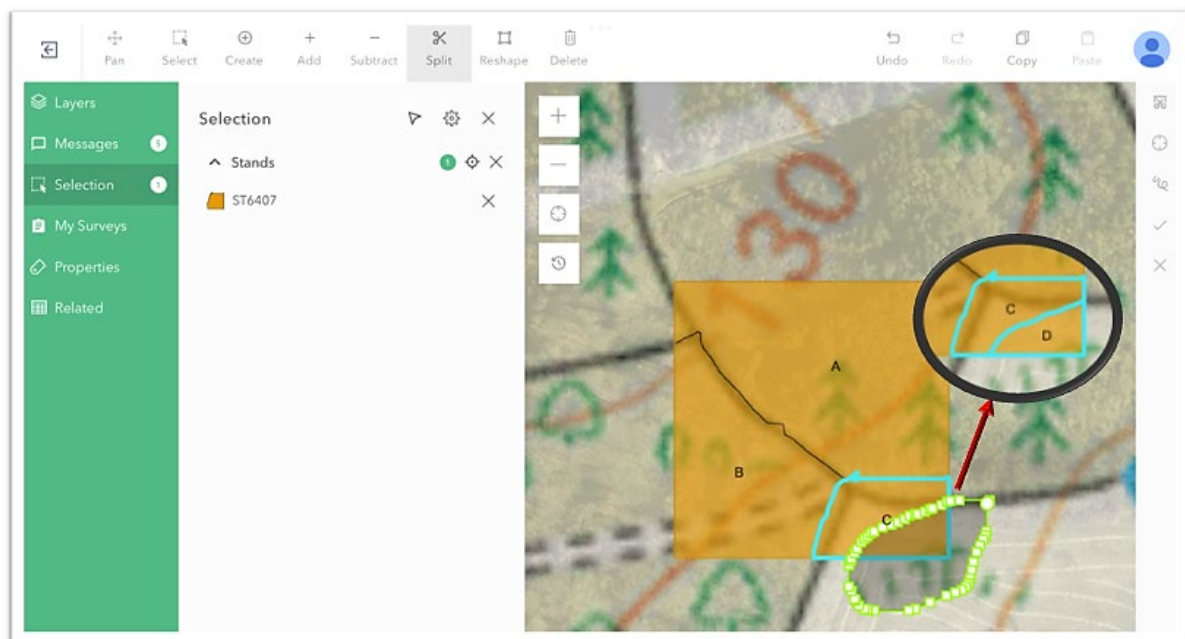 Pan Select Create Add Subtract Split Reshape Delete Undo Redo Copy Paste
Layers
Messages 5
Selection 1
My Surveys
Properties
Related
Selection
Stands 1
ST6407
130
A
B
C
C
D